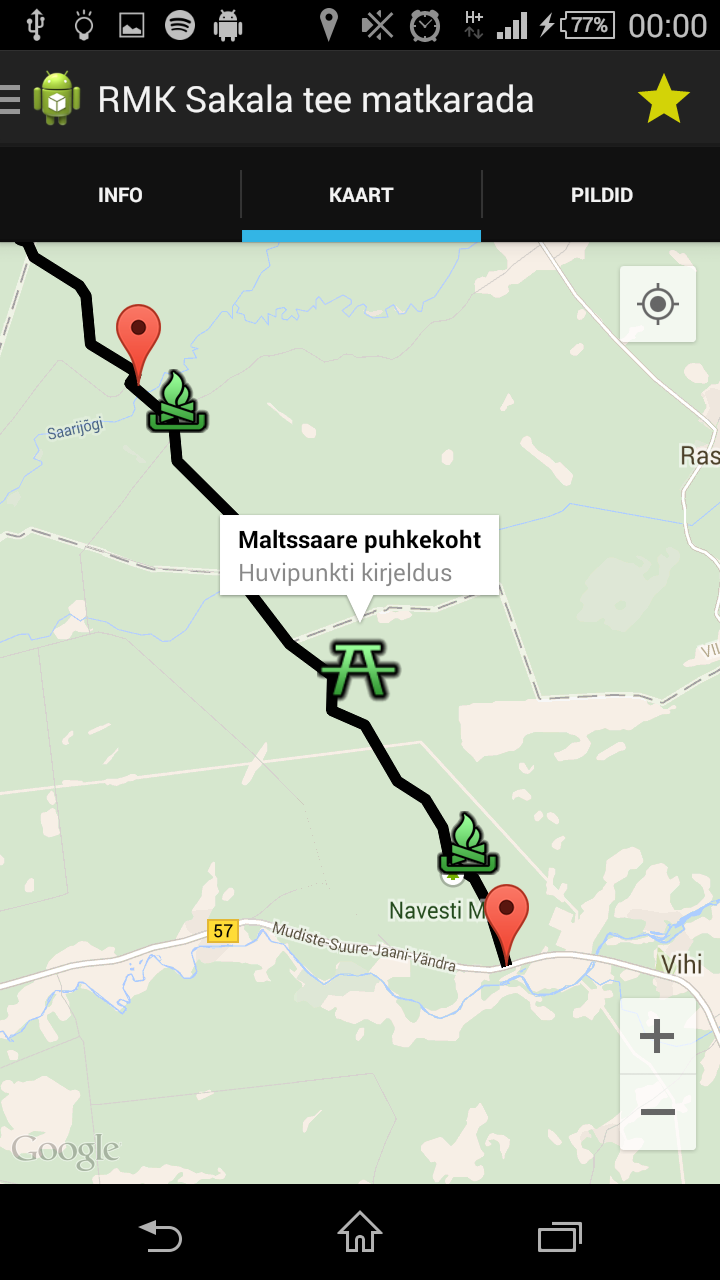 H+
77%
00:00
RMK Sakala tee matkarada
INFO
KAART
PILDID
Saarijõgi
Ras
Maltssaare puhkekoht
Huvipunkti kirjeldus
VIL
Navesti M
57
Mudiste-Suure-Jaani-Vändra
Vihi
Google